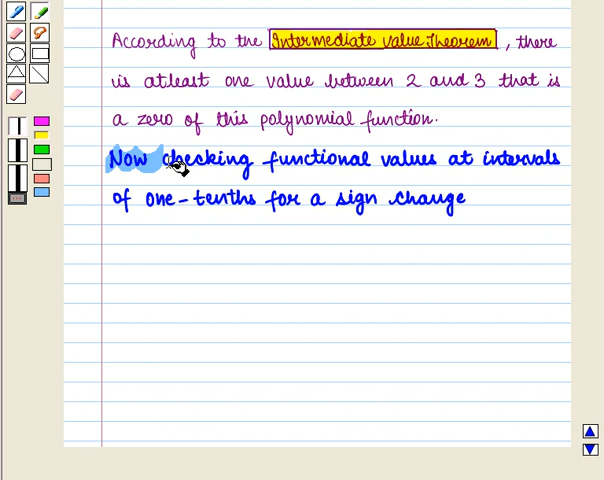 According to the Intermediate value Theorem, there
is atleast one value between 2 and 3 that is
a zero of this polynomial function.
Now checking functional values at intervals
of one-tenths for a sign change